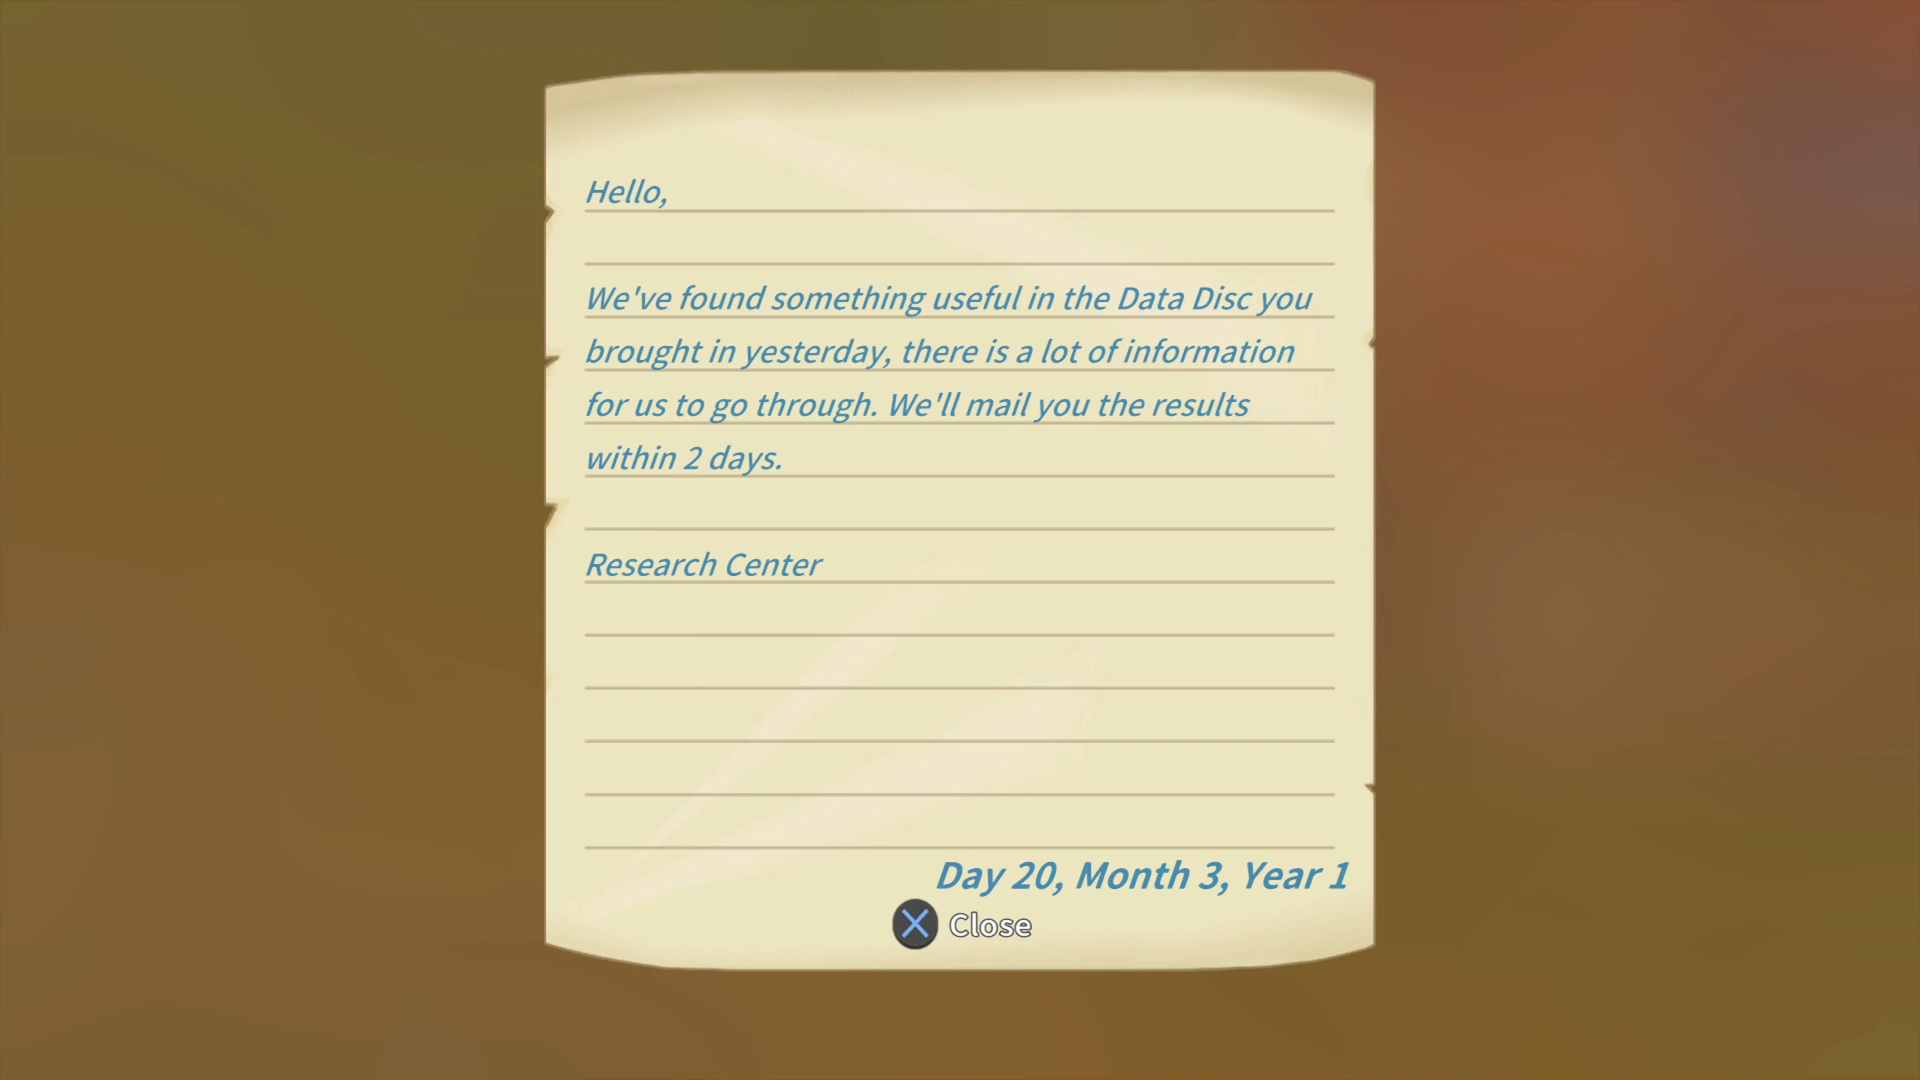 Hello,
We've found something useful in the Data Disc you
brought in yesterday, there is a lot of information
for us to go through. We'll mail you the results
within 2 days.
Research Center
Day 20, Month 3, Year 1
Close